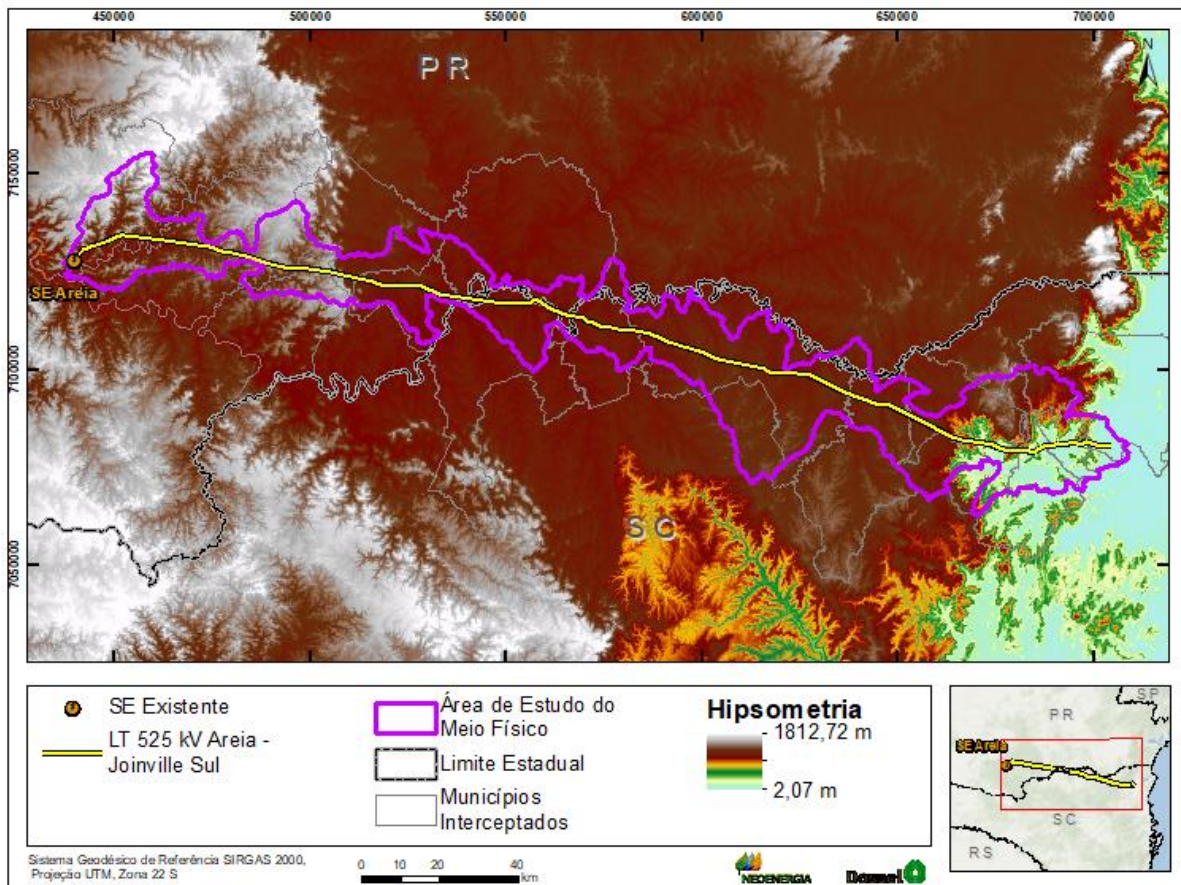 450000 500000 550000 600000 650000 700000
N
PR
7150000
SE Areia
7100000
SC
7050000
SE Existente
LT 525 kV Areia -
Joinville Sul
Área de Estudo do
Meio Físico
Limite Estadual
Municípios
Interceptados
Hipsometria
1812,72 m
2,07 m
SP
PR
SE Areia
SC
RS
Sistema Geodésico de Referência SIRGAS 2000,
Projeção UTM, Zona 22 S
0 10 20 40
km
NEOENERGIA
Dossel